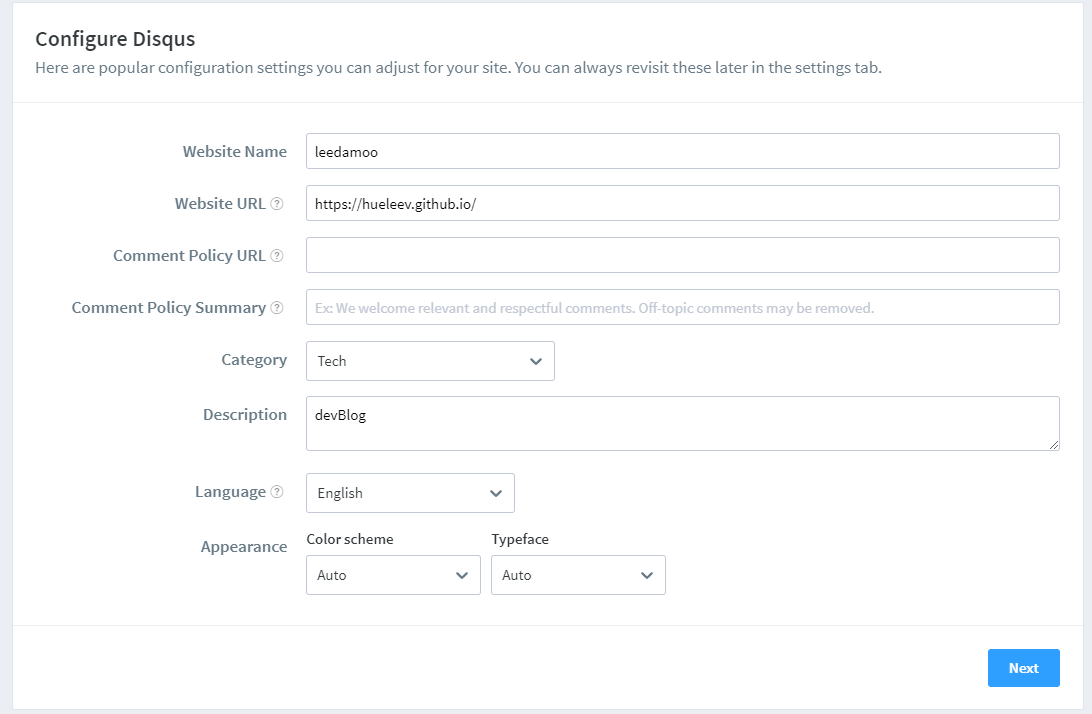 Configure Disqus
Here are popular configuration settings you can adjust for your site. You can always revisit these later in the settings tab.
Website Name
leedamoo
Website URL ?
https://hueleev.github.io/
Comment Policy URL ?
Comment Policy Summary ?
Ex: We welcome relevant and respectful comments. Off-topic comments may be removed.
Category
Tech
Description
devBlog
Language ?
English
Appearance
Color scheme
Typeface
Auto
Auto
Next